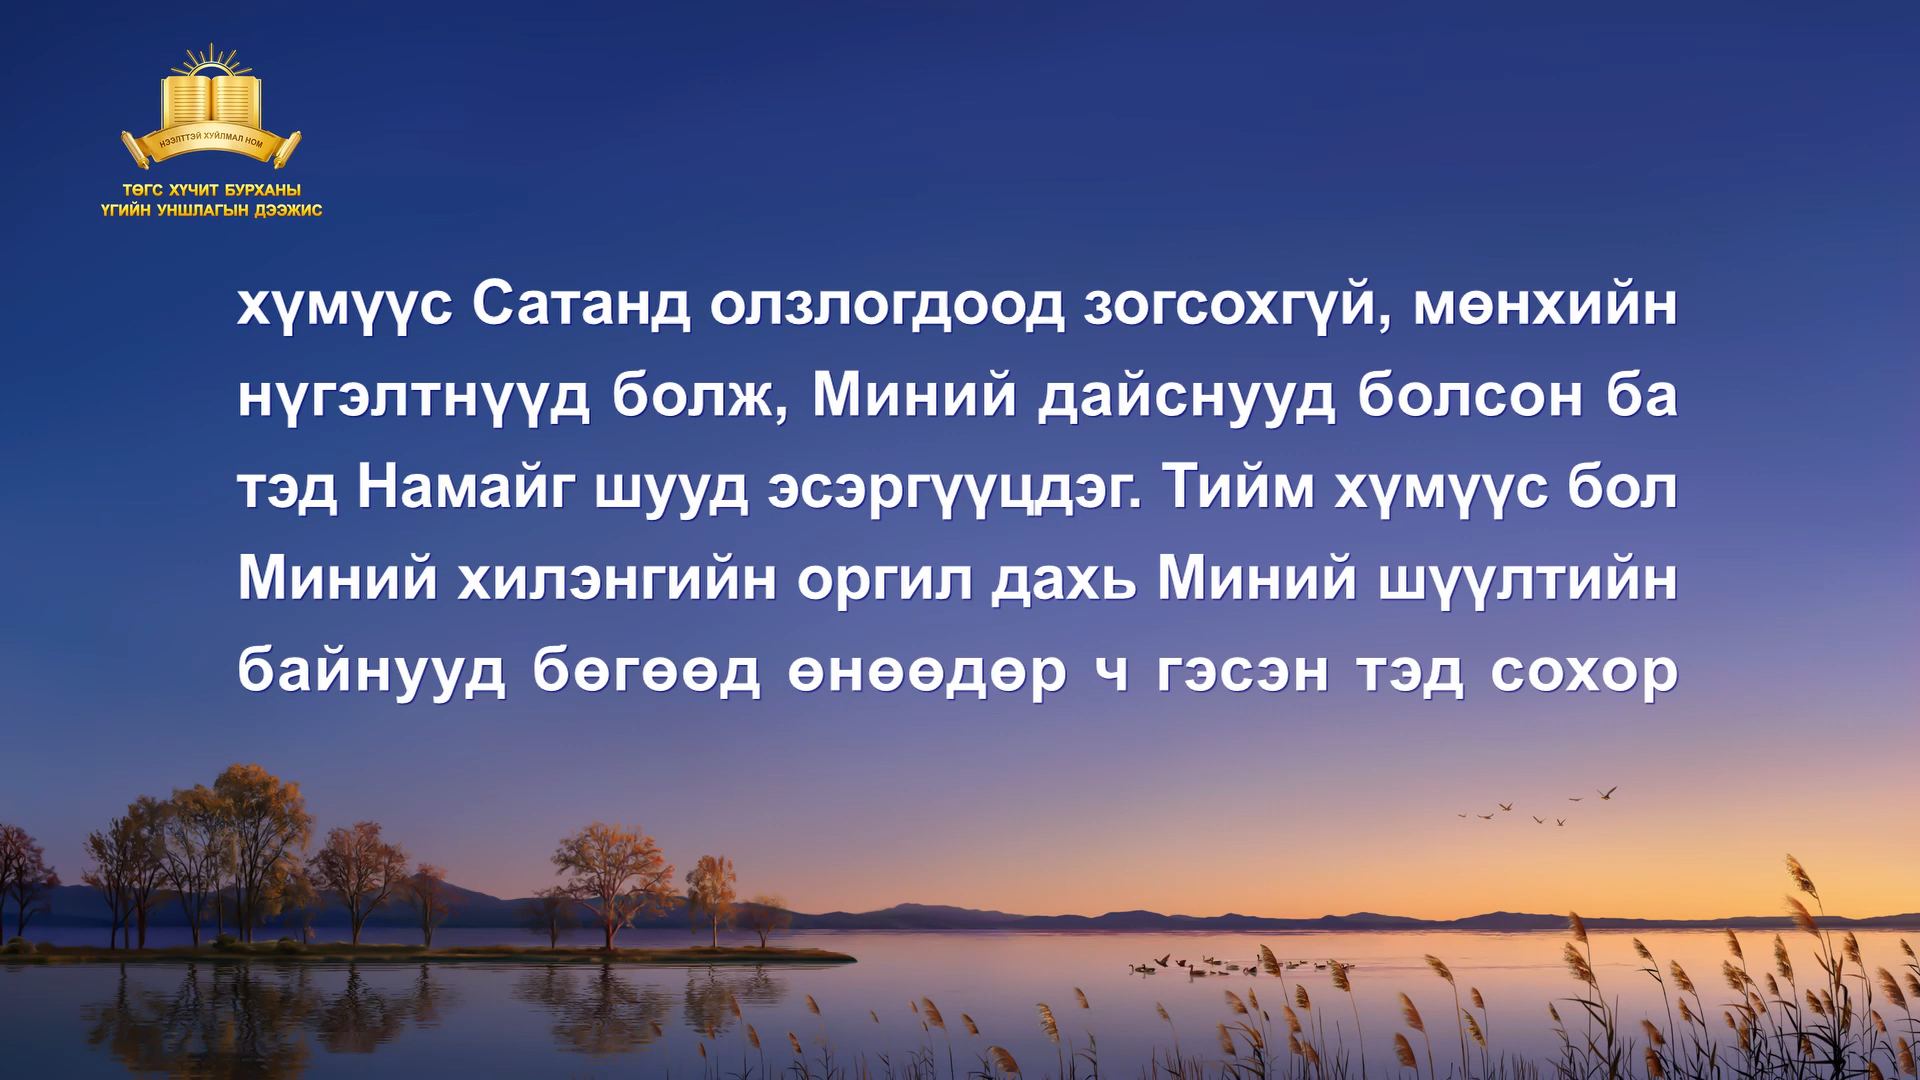 НЭЭЛТТЭЙ ХУЙЛМАЛ НОМ
ТӨГС ХҮЧИТ БУРХАНЫ
ҮГИЙН УНШЛАГЫН ДЭЭЖИС
хүмүүс Сатанд олзлогдоод зогсохгүй, мөнхийн
нүгэлтнүүд болж, Миний дайснууд болсон ба
тэд Намайг шууд эсэргүүцдэг. Тийм хүмүүс бол
Миний хилэнгийн оргил дахь Миний шүүлтийн
байнууд бөгөөд өнөөдөр ч гэсэн тэд сохор